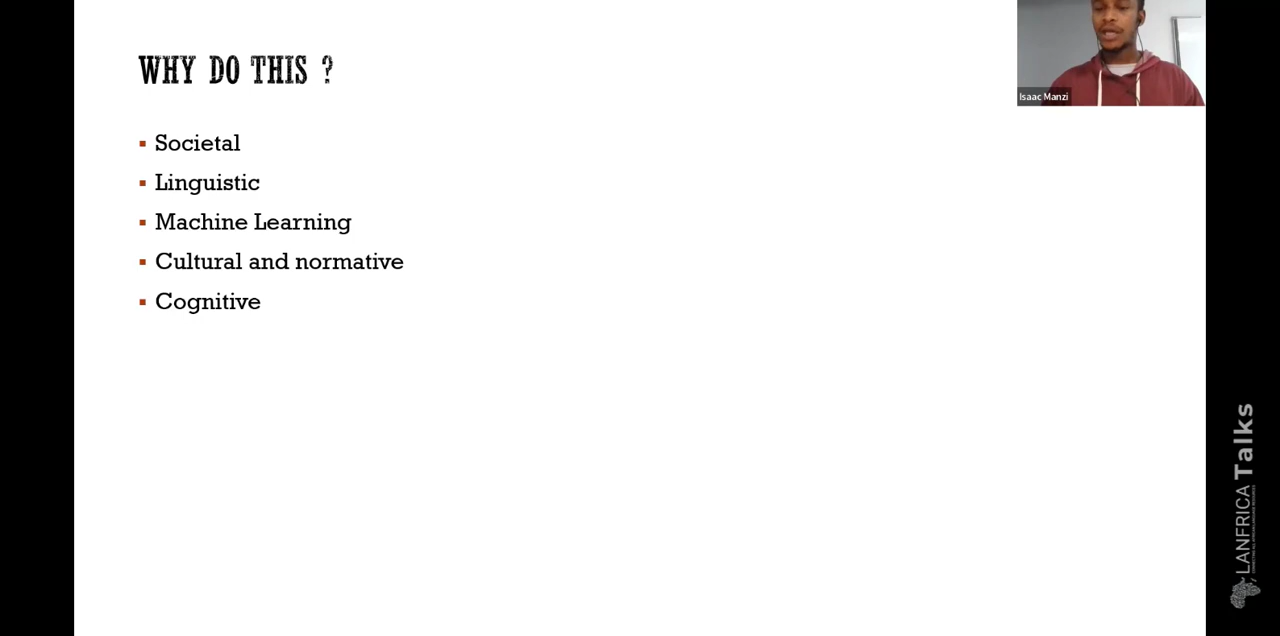 WHY DO THIS ?
Societal
Linguistic
Machine Learning
Cultural and normative
Cognitive
Isaac Manzi
LANFRICA Talks